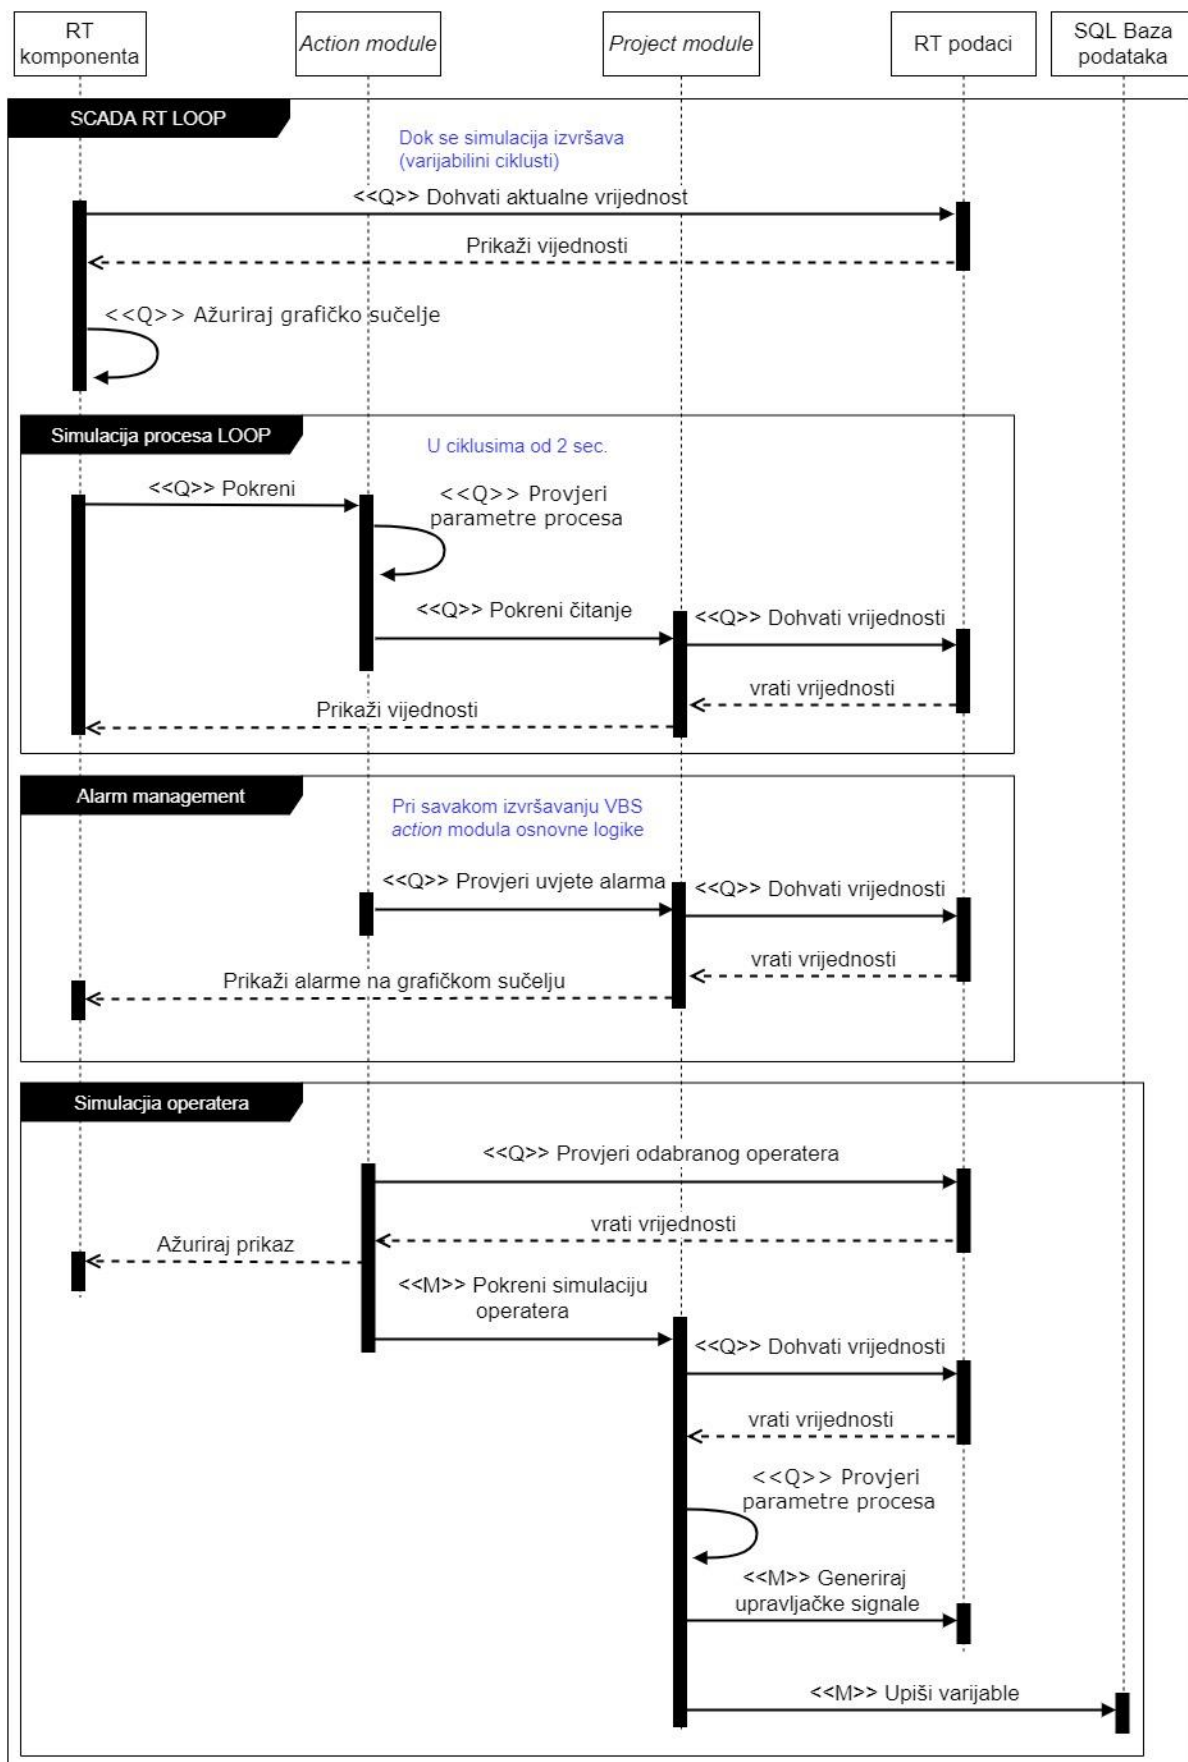 RT
komponenta
Action module
Project module
RT podaci
SQL Baza
podataka
SCADA RT LOOP
Dok se simulacija izvršava
(varijabilini ciklusti)
<<Q>> Dohvati aktualne vrijednost
Prikaži vijednosti
<<Q>> Ažuriraj grafičko sučelje
Simulacija procesa LOOP
U ciklusima od 2 sec.
<<Q>> Pokreni
<<Q>> Provjeri
parametre procesa
<<Q>> Pokreni čitanje
<<Q>> Dohvati vrijednosti
vrati vrijednosti
Prikaži vijednosti
Alarm management
Pri savakom izvršavanju VBS
action modula osnovne logike
<<Q>> Provjeri uvjete alarma
<<Q>> Dohvati vrijednosti
vrati vrijednosti
Prikaži alarme na grafičkom sučelju
Simulacjia operatera
<<Q>> Provjeri odabranog operatera
vrati vrijednosti
Ažuriraj prikaz
<<M>> Pokreni simulaciju
operatera
<<Q>> Dohvati vrijednosti
vrati vrijednosti
<<Q>> Provjeri
parametre procesa
<<M>> Generiraj
upravljačke signale
<<M>> Upiši varijable